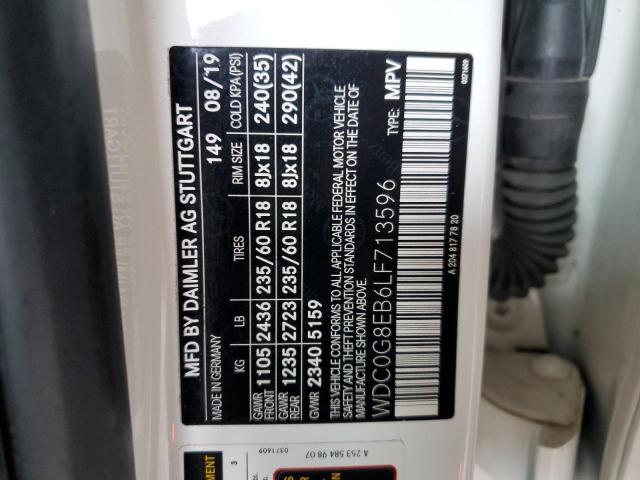 MFD BY DAIMLER AG STUTTGART
MADE IN GERMANY 149 08/'19
KG LB TIRES RIM SIZE COLD KPA(PSI)
GAWR FRONT 1105 2436 235/60 R18 8Jx18 240(35)
GAWR REAR 1235 2723 235/60 R18 8Jx18 290(42)
GVWR 2340 5159
THIS VEHICLE CONFORMS TO ALL APPLICABLE FEDERAL MOTOR VEHICLE
SAFETY AND THEFT PREVENTION STANDARDS IN EFFECT ON THE DATE OF
MANUFACTURE SHOWN ABOVE.
TYPE: MPV
WDC0G8EB6LF713596
A 204 817 78 20
0371609
0371609
A 253 584 98 07
3